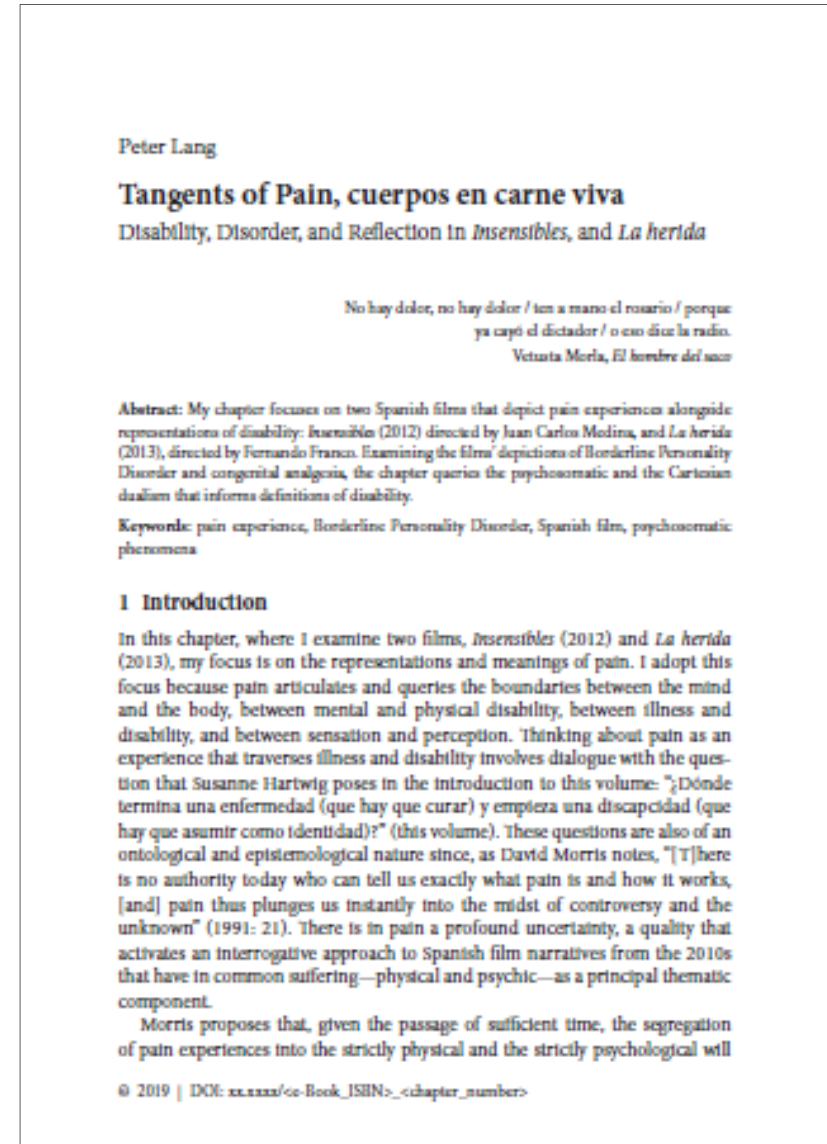 Peter Lang
Tangents of Pain, cuerpos en carne viva
Disability, Disorder, and Reflection in Insensibles, and La herida
No hay dolor, no hay dolor / ten a mano el rosario / porque
ya cayó el dictador / o eso dice la radio.
Vetusta Morla, El hombre del saco
Abstract: My chapter focuses on two Spanish films that depict pain experiences alongside
representations of disability: Insensibles (2012) directed by Juan Carlos Medina, and La herida
(2013), directed by Fernando Franco. Examining the films' depictions of Borderline Personality
Disorder and congenital analgesia, the chapter queries the psychosomatic and the Cartesian
dualism that informs definitions of disability.
Keywords: pain experience, Borderline Personality Disorder, Spanish film, psychosomatic
phenomena
1 Introduction
In this chapter, where I examine two films, Insensibles (2012) and La herida
(2013), my focus is on the representations and meanings of pain. I adopt this
focus because pain articulates and queries the boundaries between the mind
and the body, between mental and physical disability, between illness and
disability, and between sensation and perception. Thinking about pain as an
experience that traverses illness and disability involves dialogue with the ques-
tion that Susanne Hartwig poses in the introduction to this volume: "¿Dónde
termina una enfermedad (que hay que curar) y empieza una discapcidad (que
hay que asumir como identidad)?" (this volume). These questions are also of an
ontological and epistemological nature since, as David Morris notes, "[T]here
is no authority today who can tell us exactly what pain is and how it works,
[and] pain thus plunges us instantly into the midst of controversy and the
unknown" (1991: 21). There is in pain a profound uncertainty, a quality that
activates an interrogative approach to Spanish film narratives from the 2010s
that have in common suffering—physical and psychic—as a principal thematic
component.
Morris proposes that, given the passage of sufficient time, the segregation
of pain experiences into the strictly physical and the strictly psychological will
© 2019 | DOI: xx.xxxx/<e-Book_ISBN>_<chapter_number>